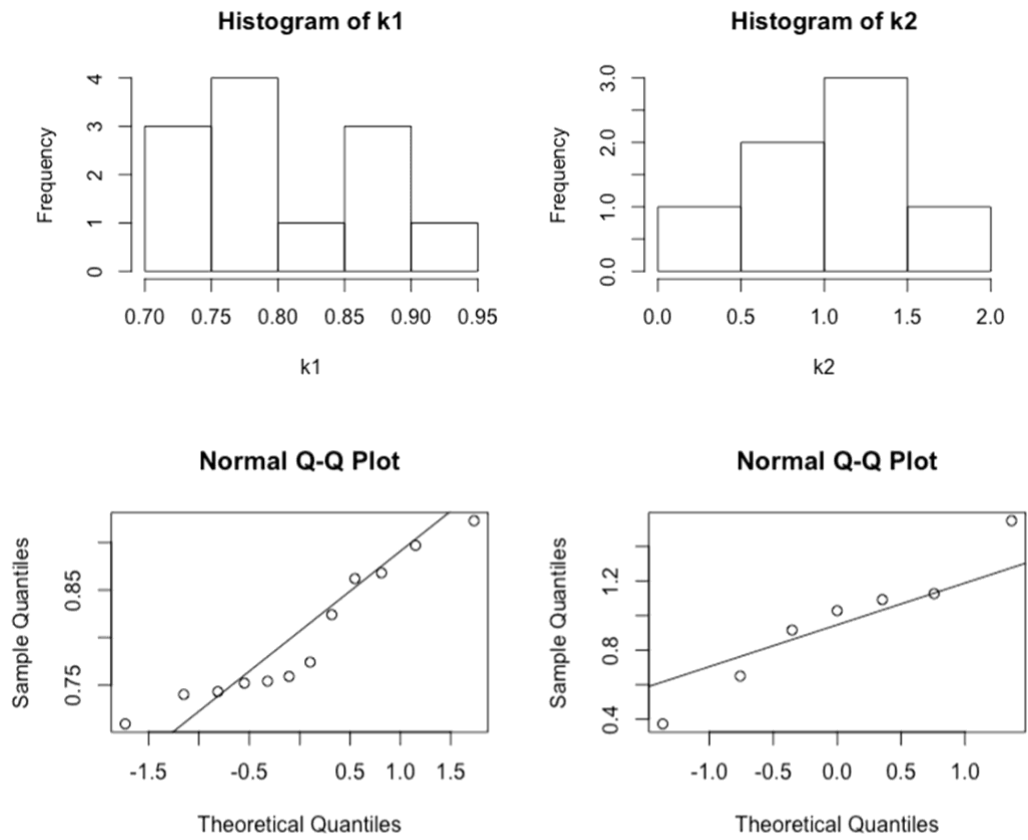 Histogram of k1
Frequency
4
3
2
1
0
0.70 0.75 0.80 0.85 0.90 0.95
k1
Histogram of k2
Frequency
3.0
2.0
1.0
0.0
0.0 0.5 1.0 1.5 2.0
k2
Normal Q-Q Plot
Sample Quantiles
0.85
0.75
-1.5 -0.5 0.5 1.0 1.5
Theoretical Quantiles
Normal Q-Q Plot
Sample Quantiles
1.2
0.8
0.4
-1.0 -0.5 0.0 0.5 1.0
Theoretical Quantiles